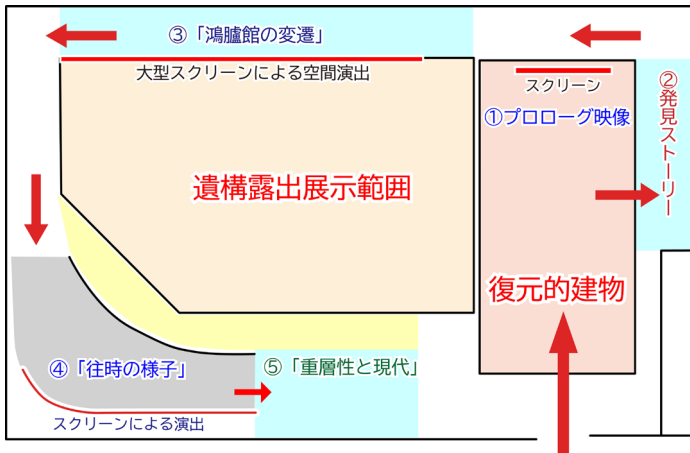 ③「鴻臚館の変遷」
大型スクリーンによる空間演出
スクリーン
①プロローグ映像
②発見ストーリー
遺構露出展示範囲
復元的建物
④「往時の様子」
⑤「重層性と現代」
スクリーンによる演出